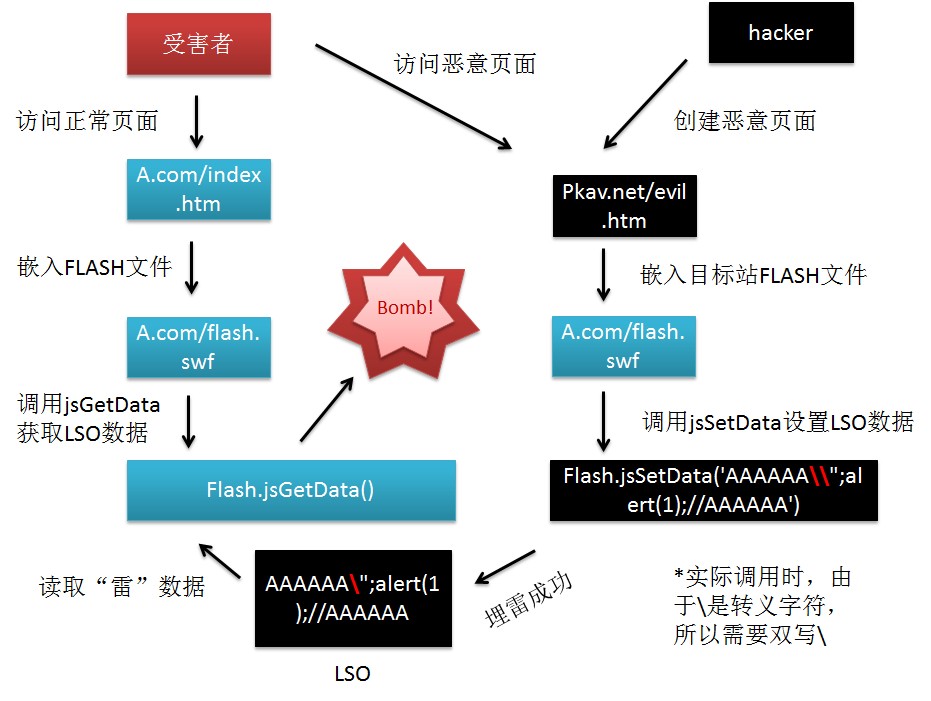 受害者
hacker
访问恶意页面
访问正常页面
创建恶意页面
A.com/index
.htm
Pkav.net/evil
.htm
嵌入FLASH文件
嵌入目标站FLASH文件
Bomb!
A.com/flash.
swf
A.com/flash.
swf
调用jsGetData
获取LSO数据
调用jsSetData设置LSO数据
Flash.jsGetData()
Flash.jsSetData('AAAAAA\\";al
ert(1);//AAAAAA')
读取“雷”数据
AAAAAA\";alert(1
);//AAAAAA
埋雷成功
*实际调用时，由
于\是转义字符，
所以需要双写\
LSO